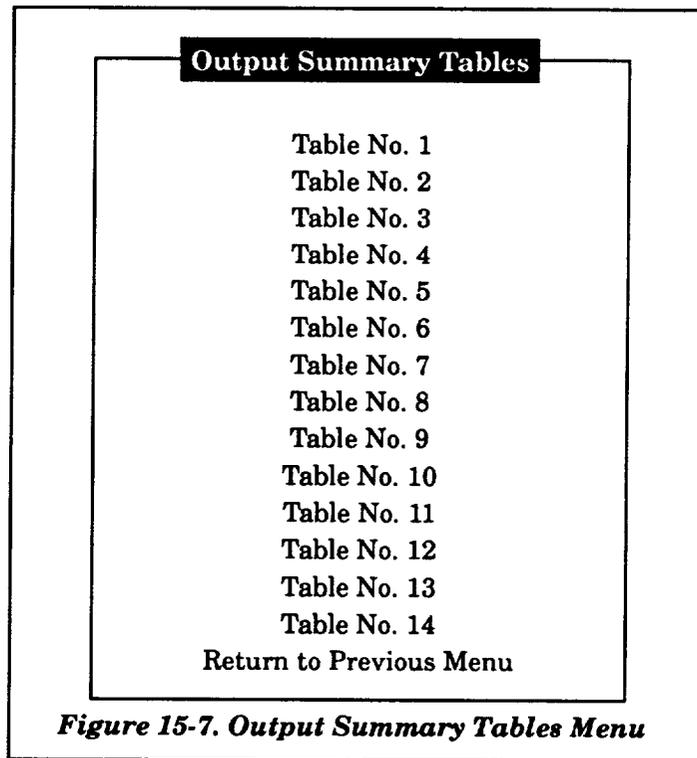 Output Summary Tables
Table No. 1
Table No. 2
Table No. 3
Table No. 4
Table No. 5
Table No. 6
Table No. 7
Table No. 8
Table No. 9
Table No. 10
Table No. 11
Table No. 12
Table No. 13
Table No. 14
Return to Previous Menu
Figure 15-7. Output Summary Tables Menu